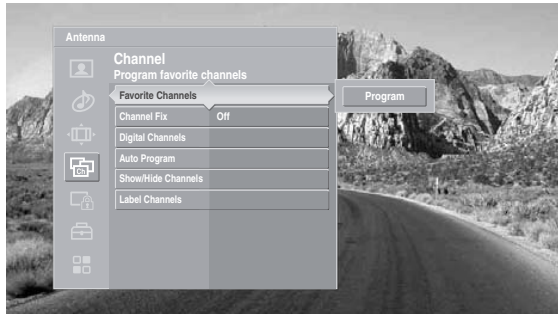 Antenna
Channel
Program favorite channels
Favorite Channels
Program
Channel Fix Off
Digital Channels
Auto Program
Ch
Show/Hide Channels
Label Channels